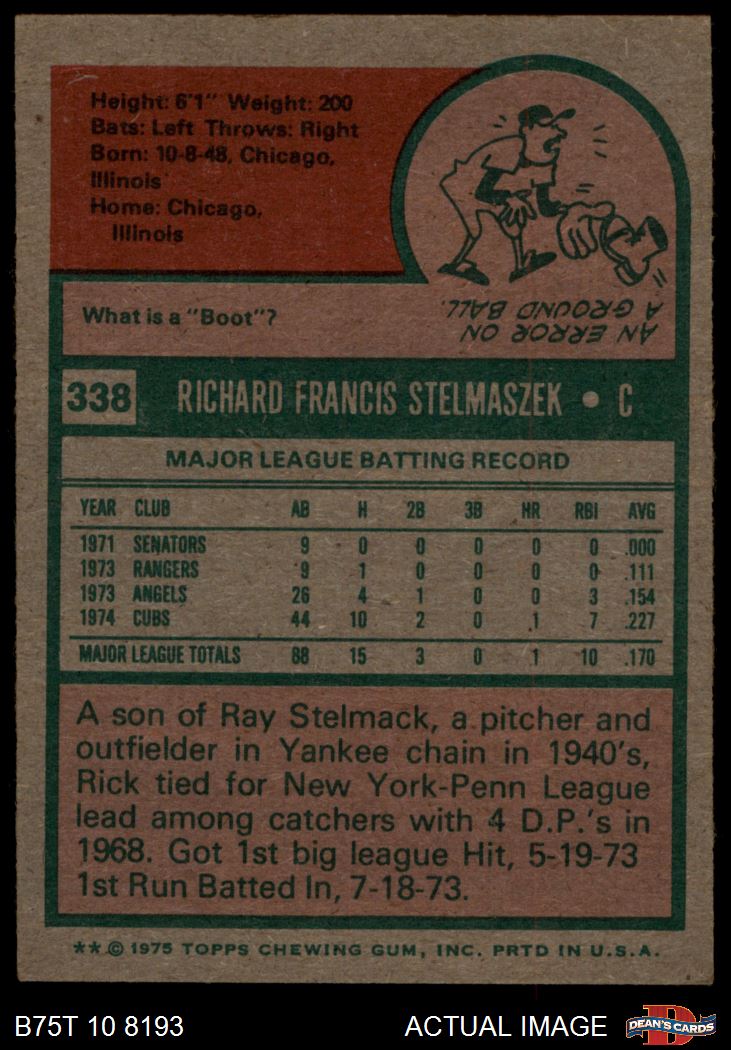 Height: 6'1" Weight: 200
Bats: Left Throws: Right
Born: 10-8-48, Chicago,
Illinois
Home: Chicago,
Illinois
What is a "Boot"?
AN ERROR ON
A GROUND BALL.
338 RICHARD FRANCIS STELMASZEK • C
MAJOR LEAGUE BATTING RECORD
YEAR CLUB AB H 2B 3B HR RBI AVG
1971 SENATORS 9 0 0 0 0 0 .000
1973 RANGERS 9 1 0 0 0 0 .111
1973 ANGELS 26 4 1 0 0 3 .154
1974 CUBS 44 10 2 0 1 7 .227
MAJOR LEAGUE TOTALS 88 15 3 0 1 10 .170
A son of Ray Stelmack, a pitcher and
outfielder in Yankee chain in 1940's,
Rick tied for New York-Penn League
lead among catchers with 4 D.P.'s in
1968. Got 1st big league Hit, 5-19-73
1st Run Batted In, 7-18-73.
**© 1975 TOPPS CHEWING GUM, INC. PRTD IN U.S.A.
B75T 10 8193 ACTUAL IMAGE D DEAN'S CARDS